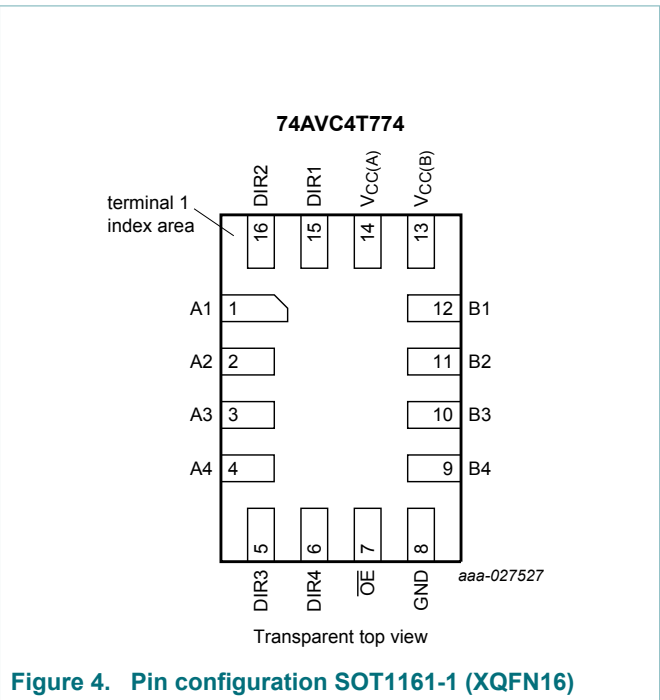 74AVC4T774
DIR2 DIR1 VCC(A) VCC(B)
terminal 1
index area
16 15 14 13
A1 1 12 B1
A2 2 11 B2
A3 3 10 B3
A4 4 9 B4
5 6 7 8
DIR3 DIR4 O̅E̅ GND
aaa-027527
Transparent top view
Figure 4. Pin configuration SOT1161-1 (XQFN16)